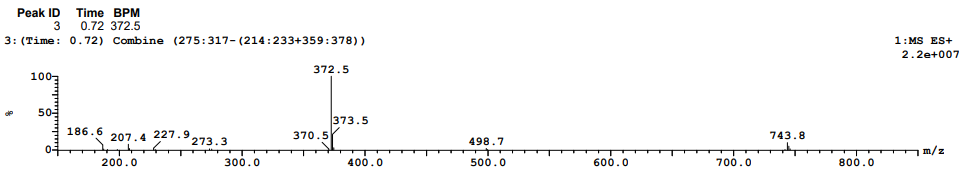 Peak ID Time BPM
3 0.72 372.5
3:(Time: 0.72) Combine (275:317-(214:233+359:378))
1:MS ES+
2.2e+007
372.5
100
%
50
373.5
186.6 207.4 227.9 273.3 370.5 498.7 743.8
0
m/z
200.0 300.0 400.0 500.0 600.0 700.0 800.0